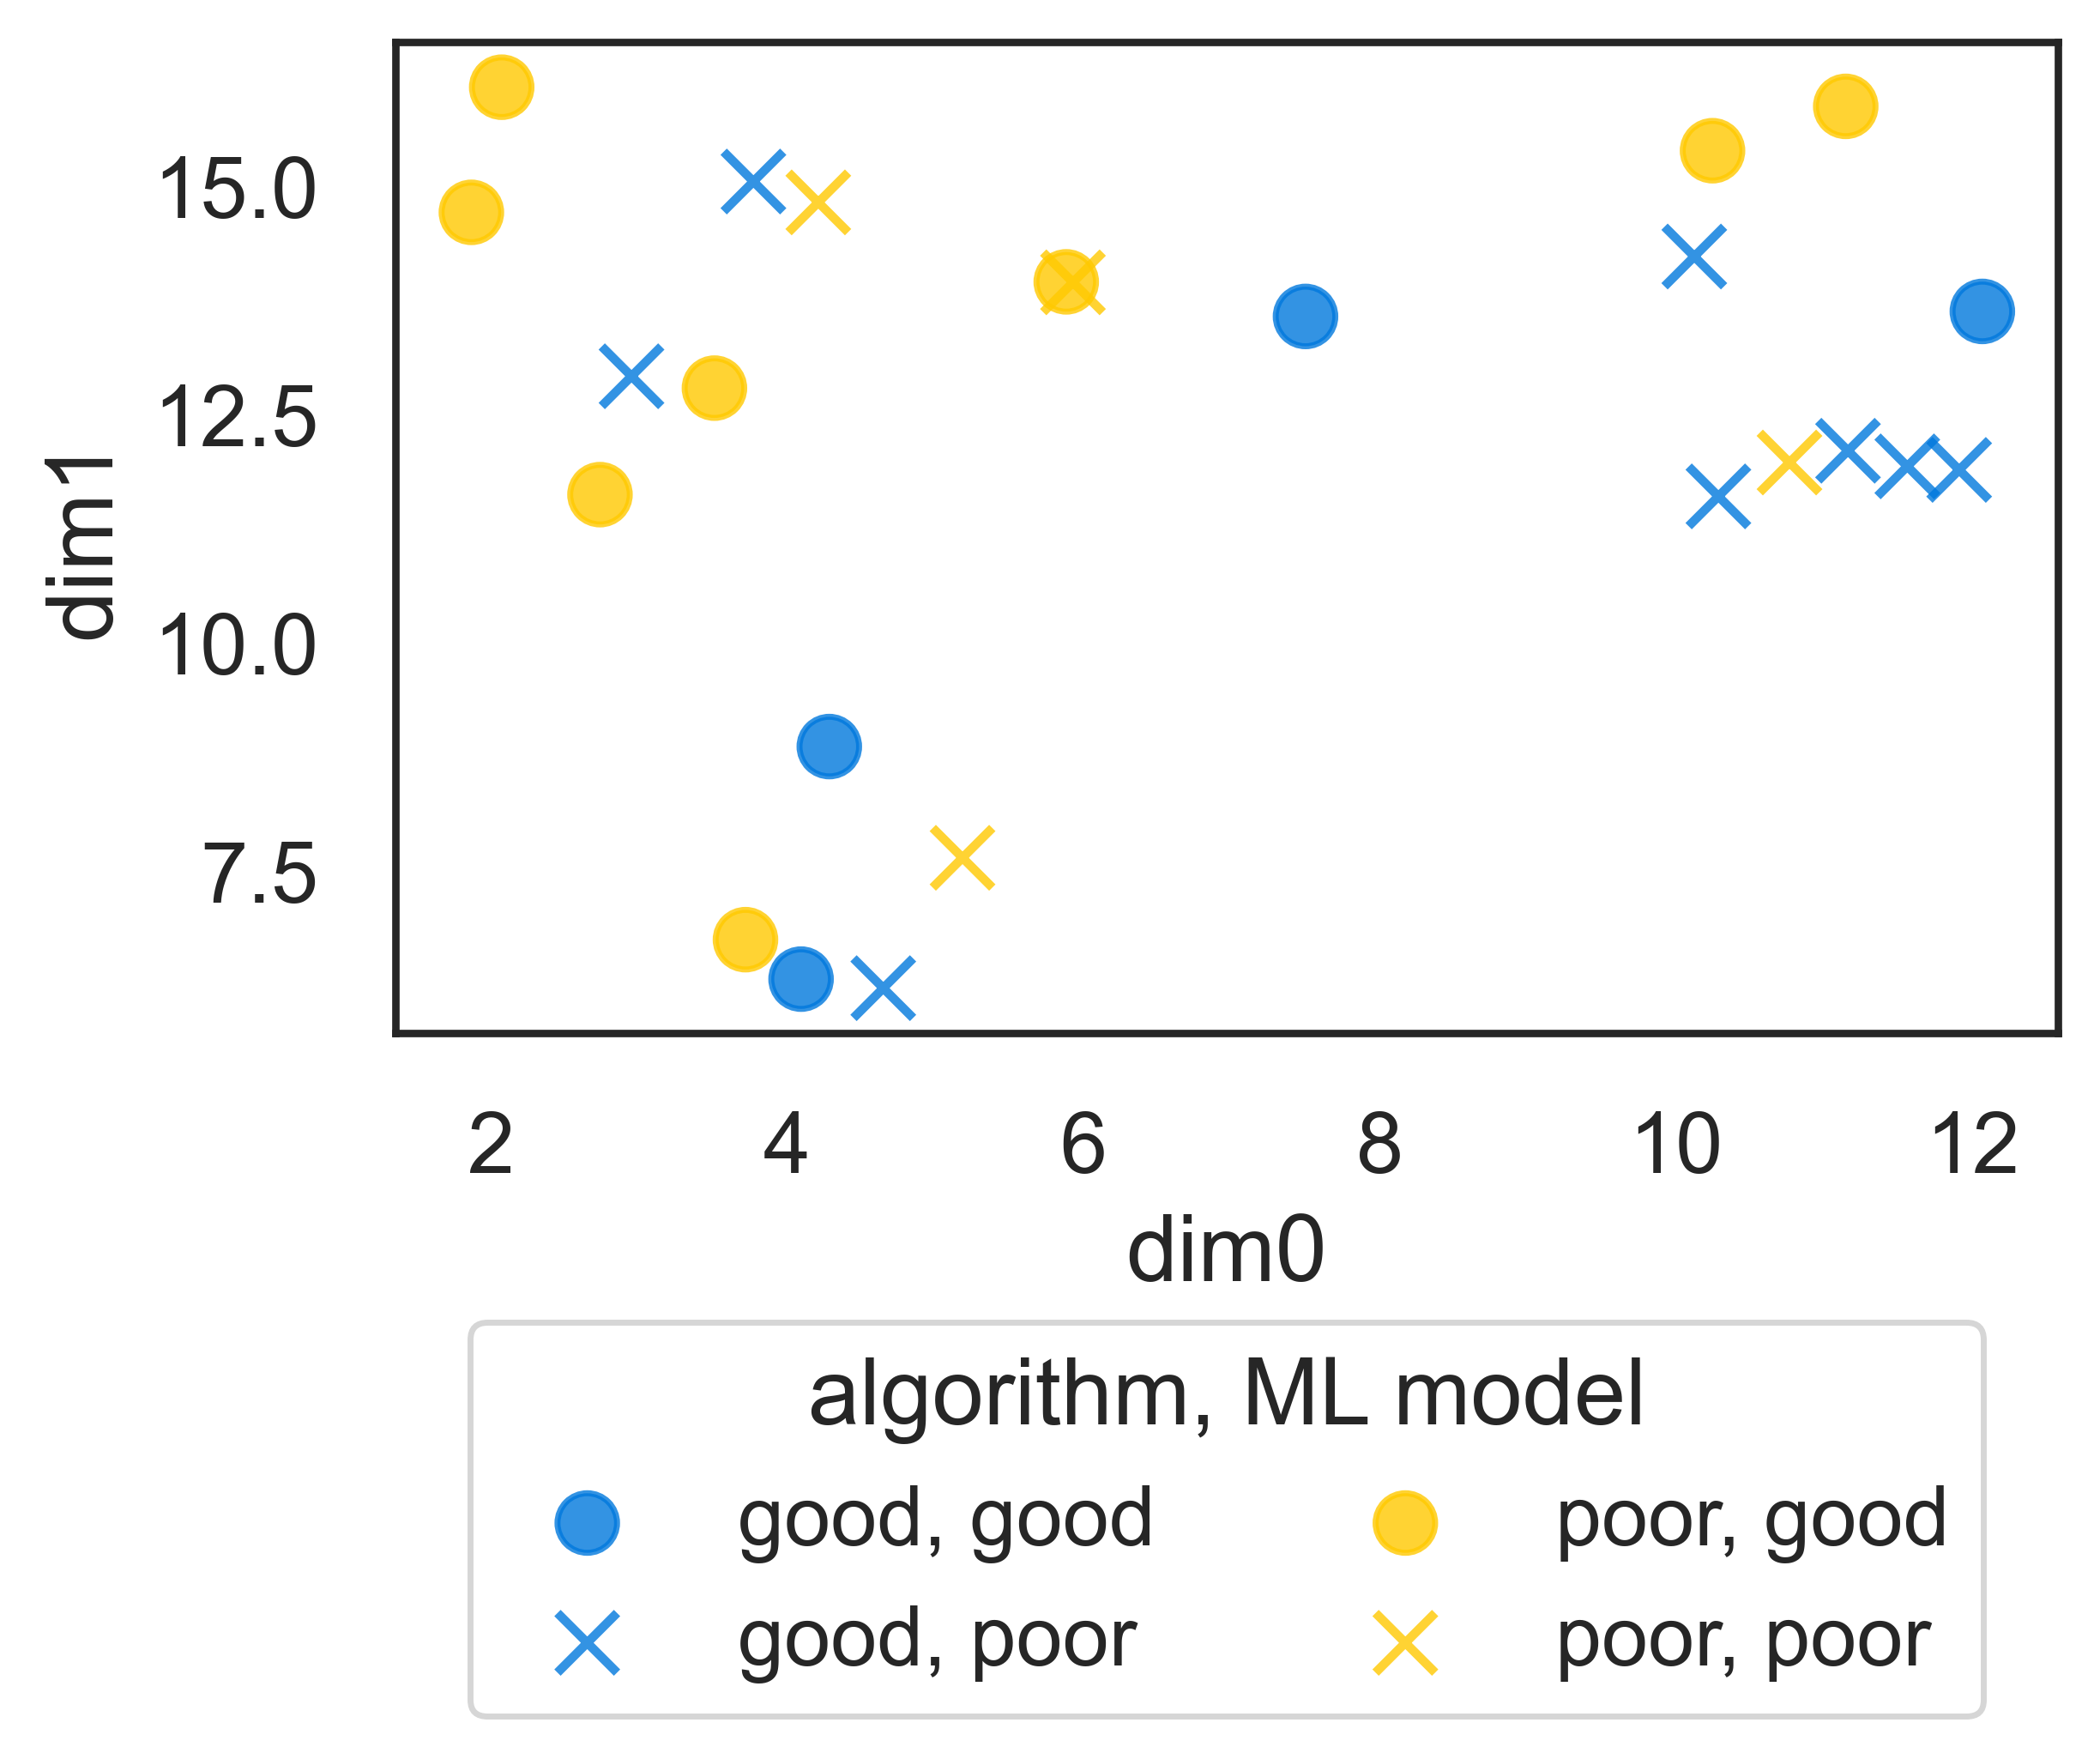 15.0
12.5
10.0
7.5
dim1
2 4 6 8 10 12
dim0
algorithm, ML model
good, good poor, good
good, poor poor, poor